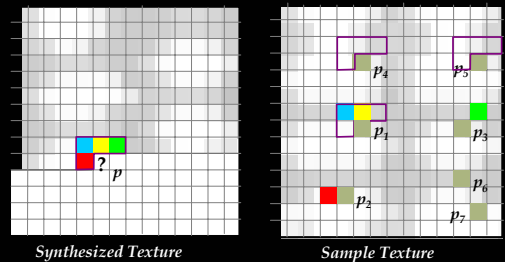 p4
p5
p1
p3
? p
p6
p2
p7
Synthesized Texture
Sample Texture